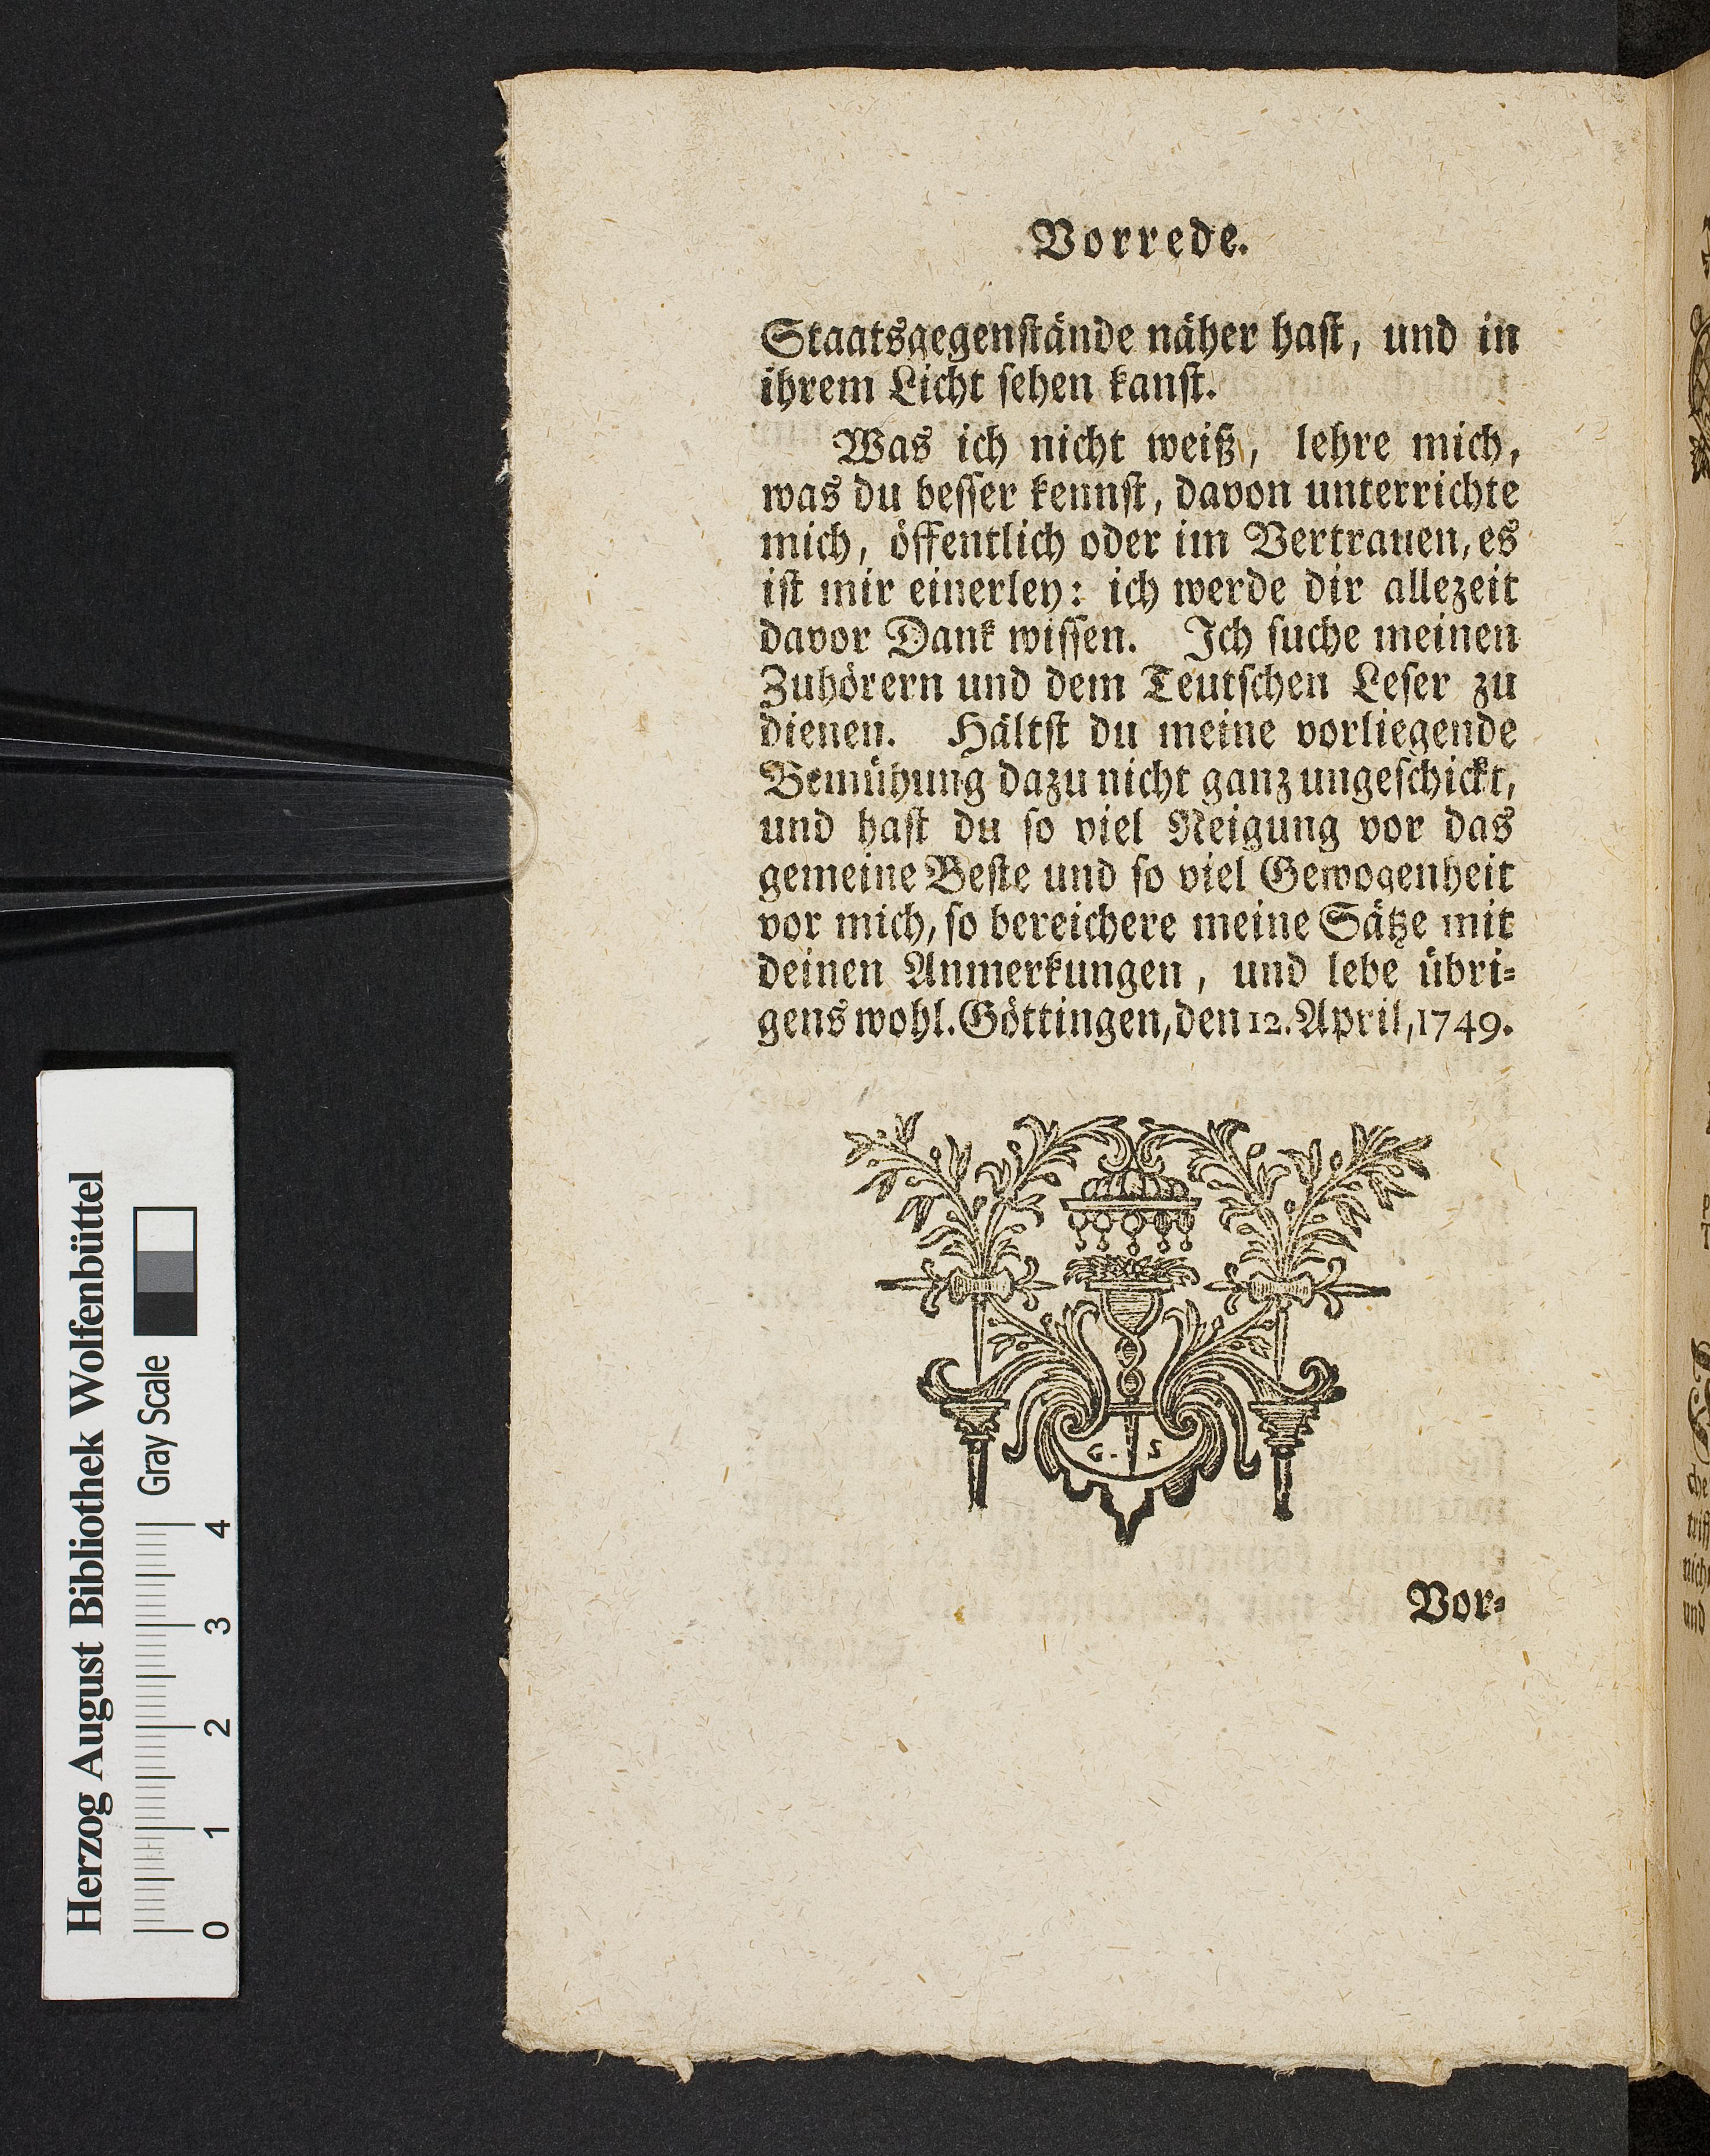 Vorrede.
Staatsgegenstände näher hast, und in
ihrem Licht sehen kanst.
Was ich nicht weiß, lehre mich,
was du besser kennst, davon unterrichte
mich, öffentlich oder im Vertrauen, es
ist mir einerley: ich werde dir allezeit
davor Dank wissen. Ich suche meinen
Zuhörern und dem Teutschen Leser zu
dienen. Hältst du meine vorliegende
Bemühung dazu nicht ganz ungeschickt,
und hast du so viel Neigung vor das
gemeine Beste und so viel Gewogenheit
vor mich, so bereichere meine Sätze mit
deinen Anmerkungen, und lebe übri-
gens wohl. Göttingen, den 12. April, 1749.
G. S
Vor-
Herzog August Bibliothek Wolfenbüttel
Gray Scale
0 1 2 3 4
che
nich
und